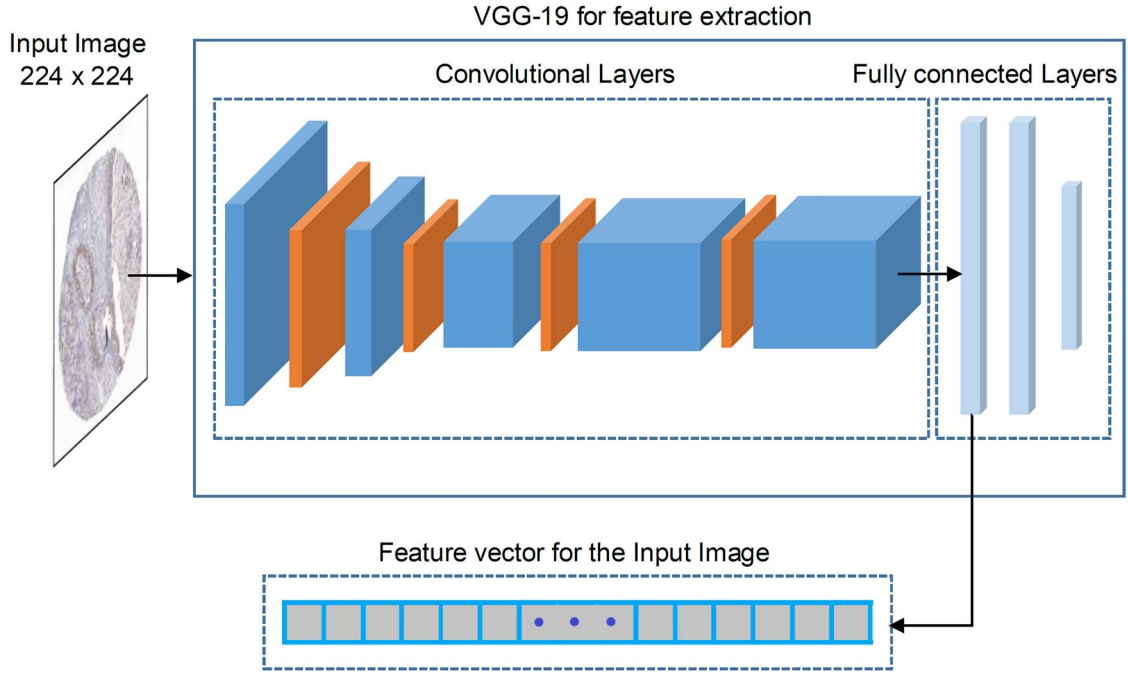 VGG-19 for feature extraction
Input Image
224 x 224
Convolutional Layers
Fully connected Layers
Feature vector for the Input Image